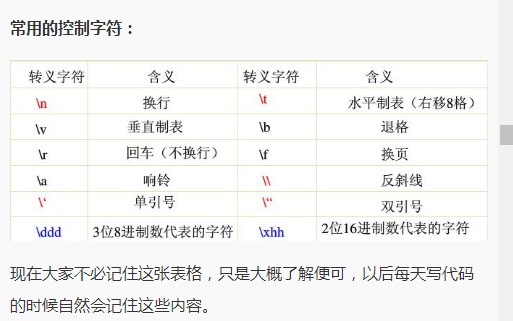 常用的控制字符：
转义字符 含义 转义字符 含义
\n 换行 \t 水平制表（右移8格）
\v 垂直制表 \b 退格
\r 回车（不换行） \f 换页
\a 响铃 \\ 反斜线
\‘ 单引号 \“ 双引号
\ddd 3位8进制数代表的字符 \xhh 2位16进制数代表的字符
现在大家不必记住这张表格，只是大概了解便可，以后每天写代码
的时候自然会记住这些内容。